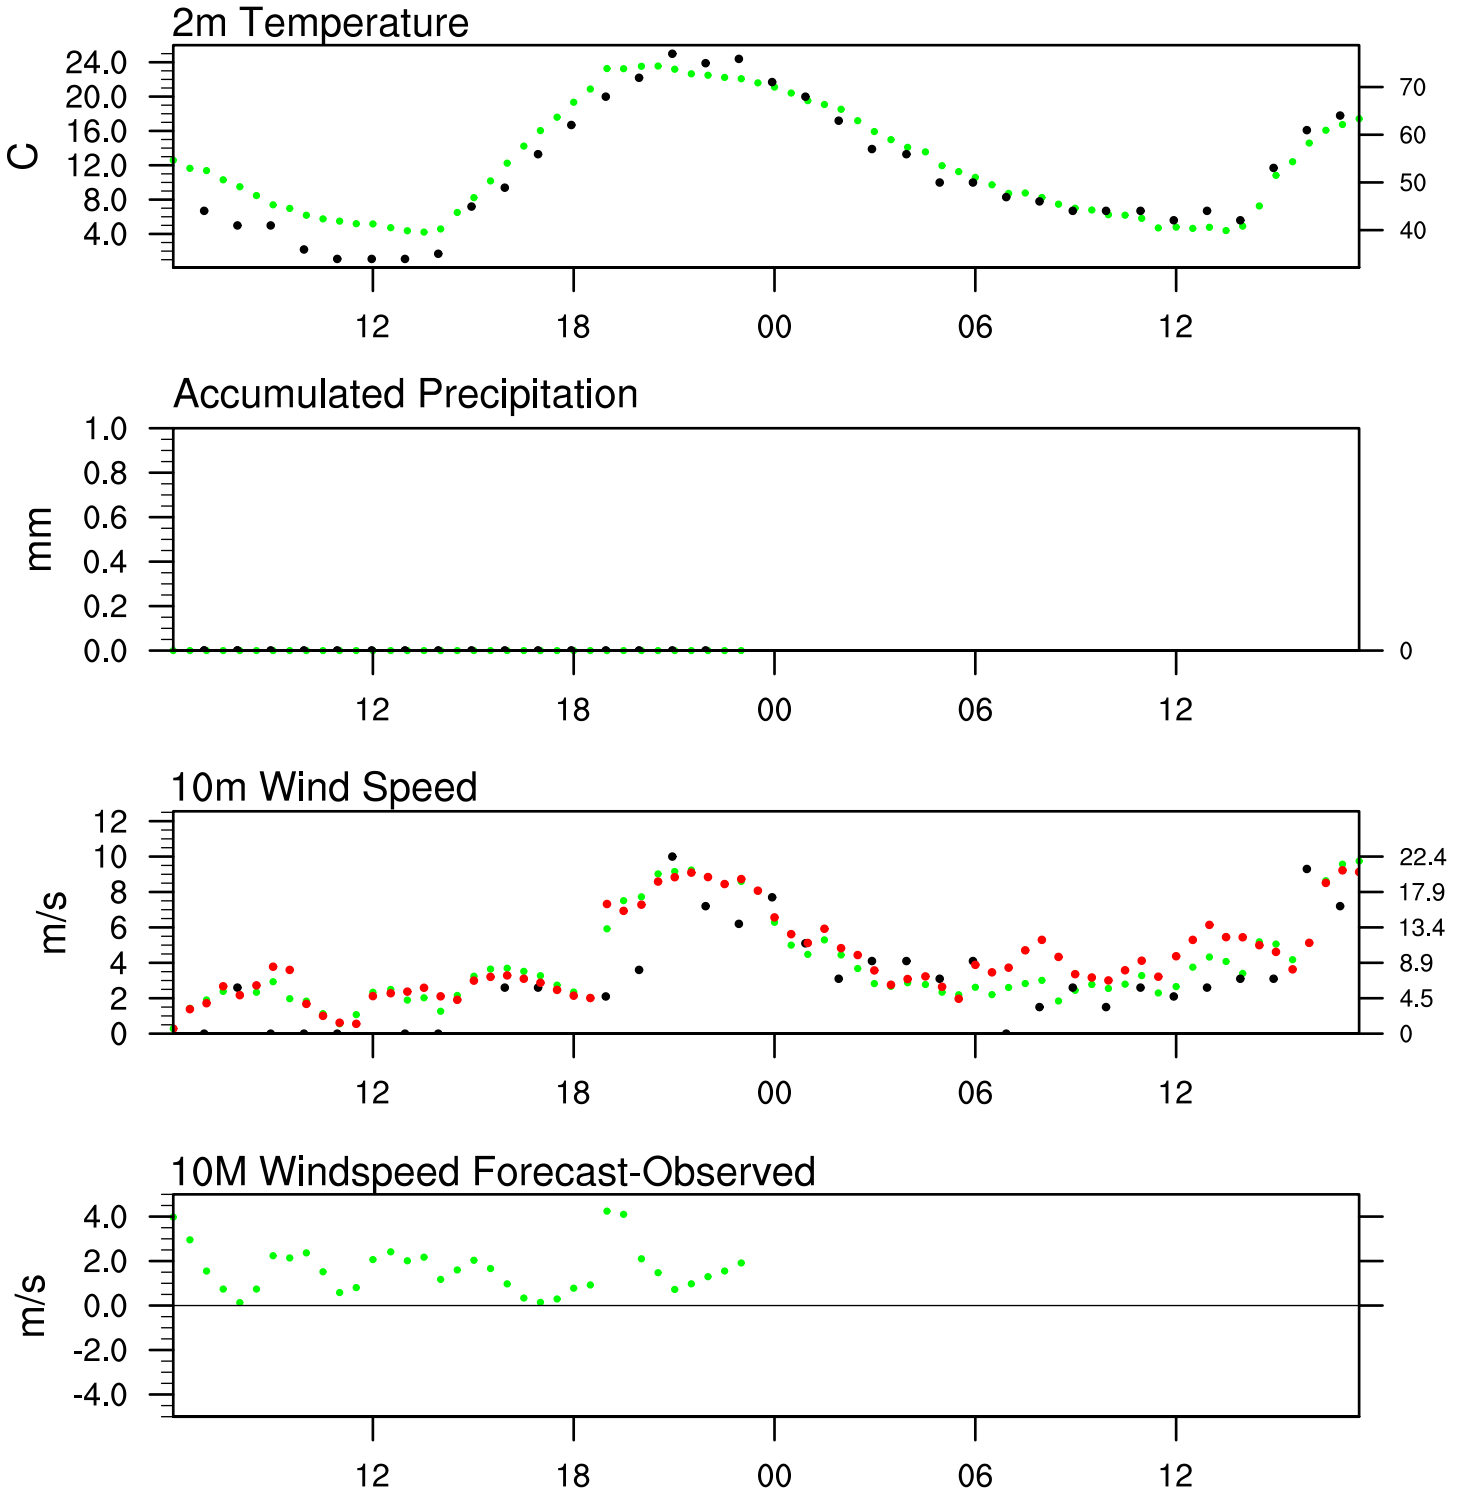 2m Temperature
24.0
20.0
16.0
12.0
8.0
4.0
C
70
60
50
40
12 18 00 06 12
Accumulated Precipitation
1.0
0.8
0.6
0.4
0.2
0.0
mm
0
12 18 00 06 12
10m Wind Speed
12
10
8
6
4
2
0
m/s
22.4
17.9
13.4
8.9
4.5
0
12 18 00 06 12
10M Windspeed Forecast-Observed
4.0
2.0
0.0
-2.0
-4.0
m/s
12 18 00 06 12